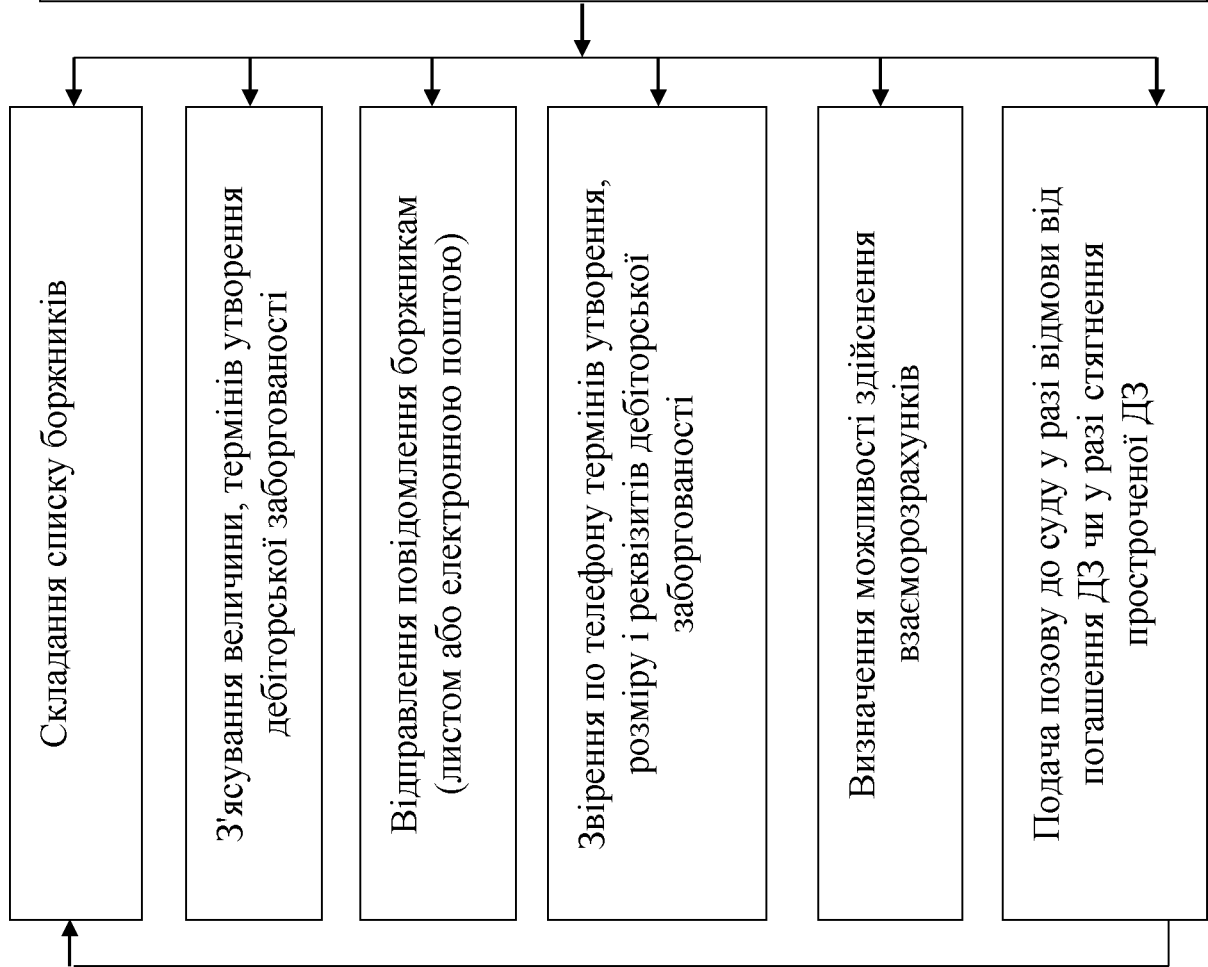 Складання списку боржників
З'ясування величини, термінів утворення
дебіторської заборгованості
Відправлення повідомлення боржникам
(листом або електронною поштою)
Звірення по телефону термінів утворення,
розміру і реквізитів дебіторської
заборгованості
Визначення можливості здійснення
взаєморозрахунків
Подача позову до суду у разі відмови від
погашення ДЗ чи у разі стягнення
простроченої ДЗ